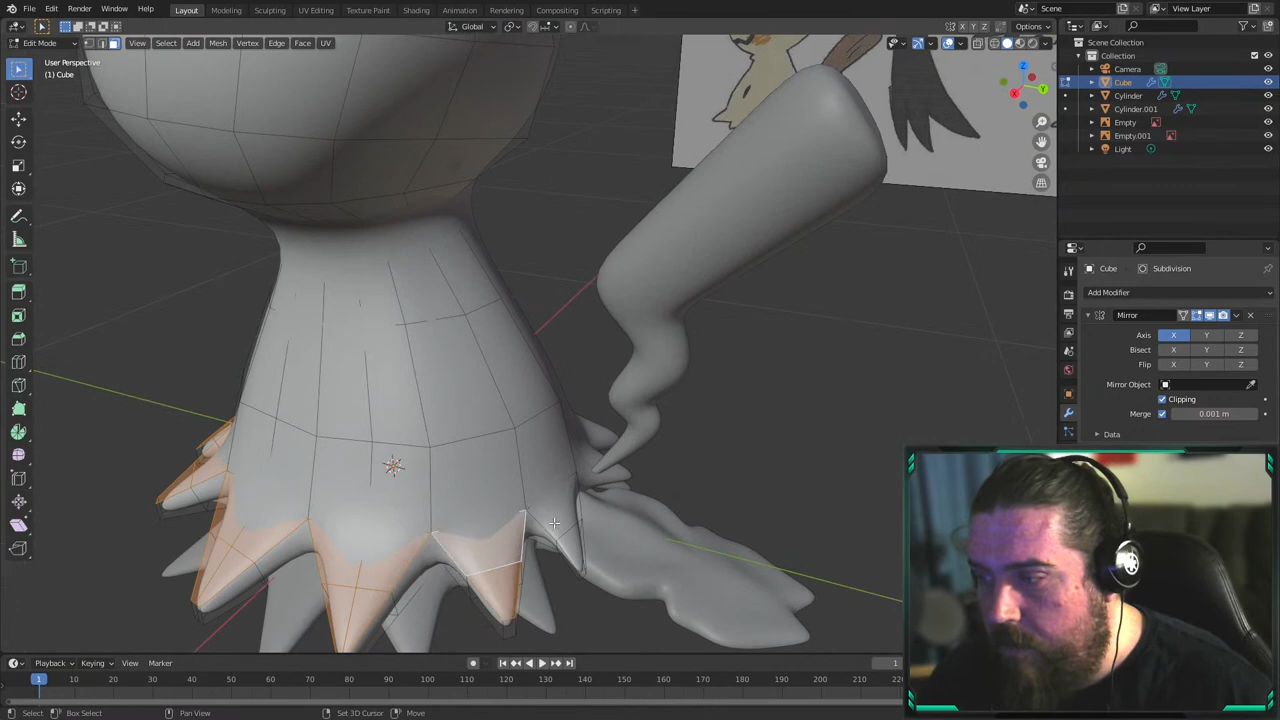 File Edit Render Window Help Layout Modeling Sculpting UV Editing Texture Paint Shading Animation Rendering Compositing Scripting + Scene View Layer
Global X Y Z Options
Edit Mode View Select Add Mesh Vertex Edge Face UV
User Perspective
(1) Cube
Z
Y
X
Scene Collection
Collection
Camera
Cube
Cylinder
Cylinder.001
Empty
Empty.001
Light
Cube Subdivision
Add Modifier
Mirror
Axis X Y Z
Bisect X Y Z
Flip X Y Z
Mirror Object
Clipping
Merge 0.001 m
Data
Playback Keying View Marker 1
1 10 20 30 40 50 60 70 80 90 100 110 120 130 140 150 160 170 180 190 200
Select Box Select Pan View Set 3D Cursor Move